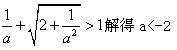 1/a + √(2 + 1/a²) > 1解得 a<-2